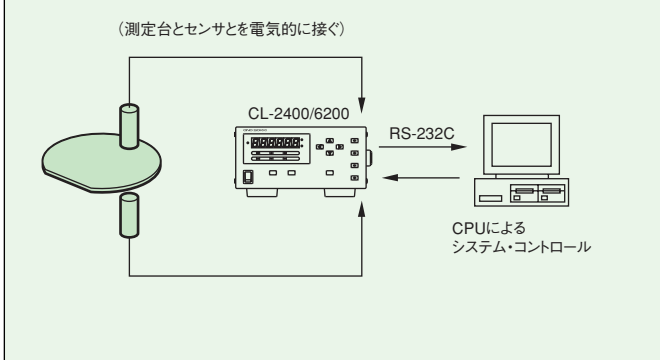 （測定台とセンサとを電気的に接ぐ）
CL-2400/6200
RS-232C
CPUによる
システム・コントロール